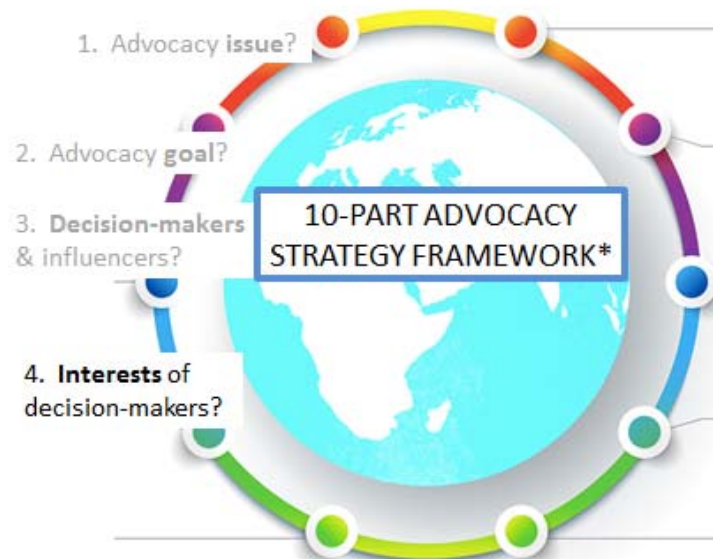 1. Advocacy issue?
2. Advocacy goal?
3. Decision-makers
& influencers?
10-PART ADVOCACY
STRATEGY FRAMEWORK*
4. Interests of
decision-makers?